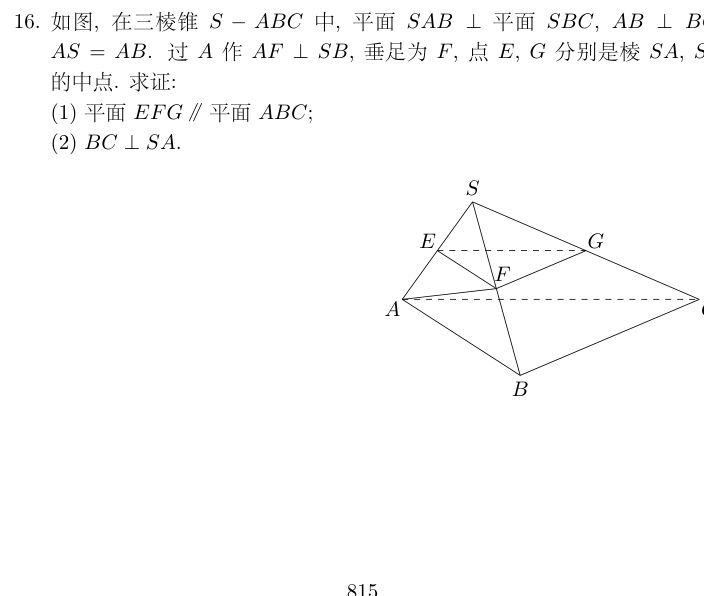 16. 如图, 在三棱锥 S − ABC 中, 平面 SAB ⊥ 平面 SBC, AB ⊥ B
AS = AB. 过 A 作 AF ⊥ SB, 垂足为 F, 点 E, G 分别是棱 SA, S
的中点. 求证:
(1) 平面 EFG ∥ 平面 ABC;
(2) BC ⊥ SA.
S
E
G
F
A
B
815